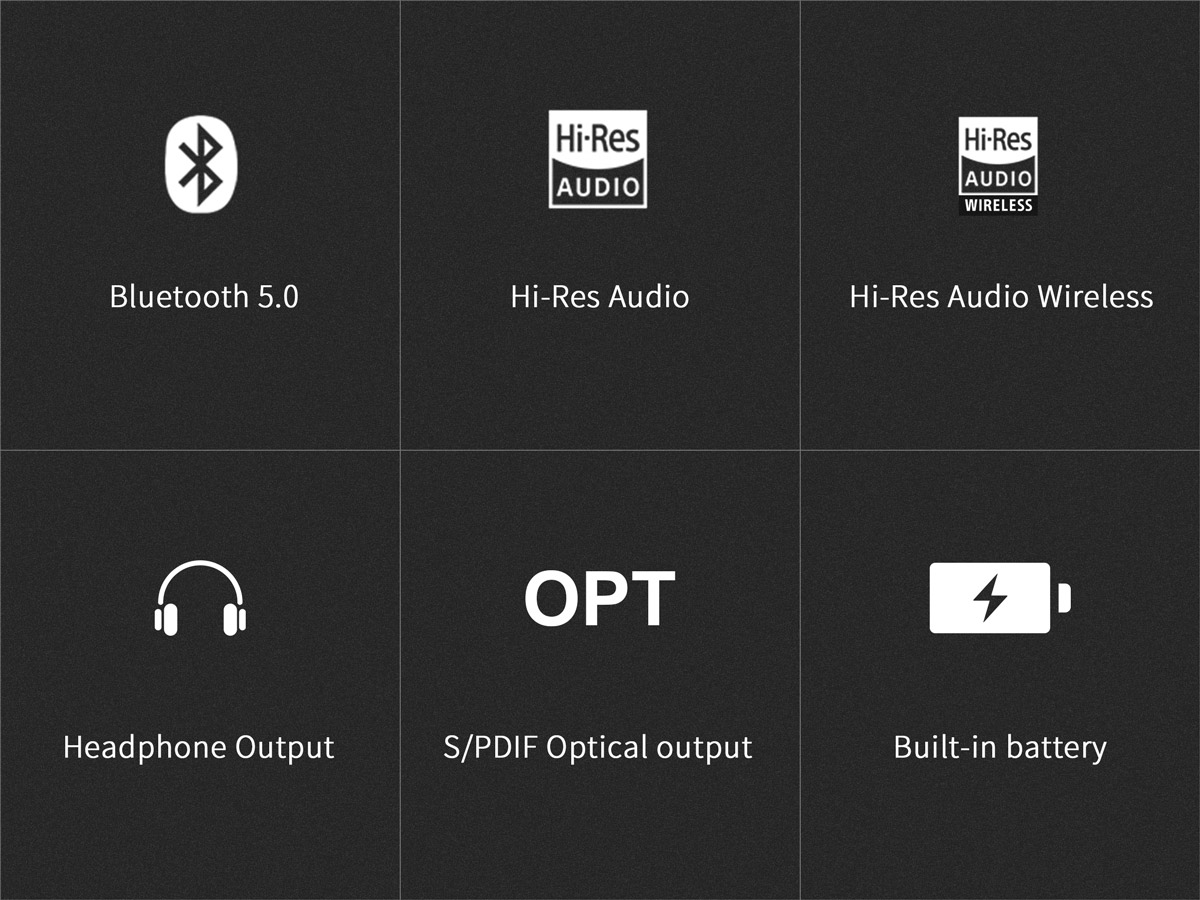 Hi-Res
AUDIO
Hi-Res
AUDIO
WIRELESS
Bluetooth 5.0
Hi-Res Audio
Hi-Res Audio Wireless
OPT
Headphone Output
S/PDIF Optical output
Built-in battery